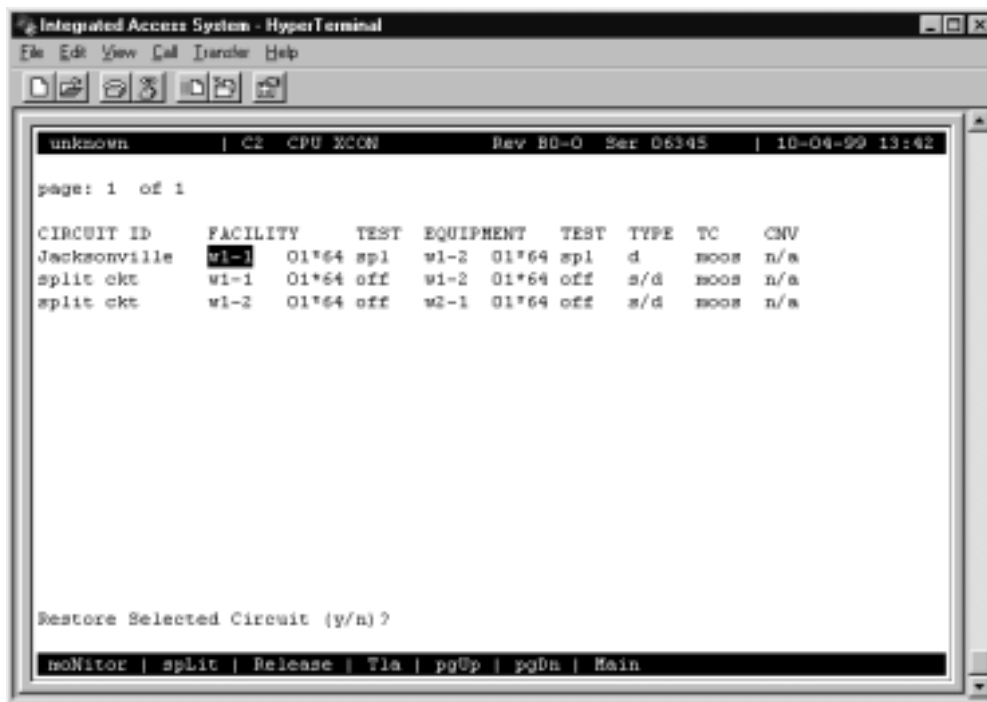 Integrated Access System - HyperTerminal
File Edit View Call Transfer Help
unknown | C2 CPU XCON Rev B0-0 Ser 06345 | 10-04-99 13:42
page: 1 of 1
CIRCUIT ID FACILITY TEST EQUIPMENT TEST TYPE TC CNV
Jacksonville w1-1 01*64 spl w1-2 01*64 spl d moos n/a
split ckt w1-1 01*64 off w1-2 01*64 off s/d moos n/a
split ckt w1-2 01*64 off w2-1 01*64 off s/d moos n/a
Restore Selected Circuit (y/n)?
moNitor | spLit | Release | Tla | pgUp | pgDn | Main